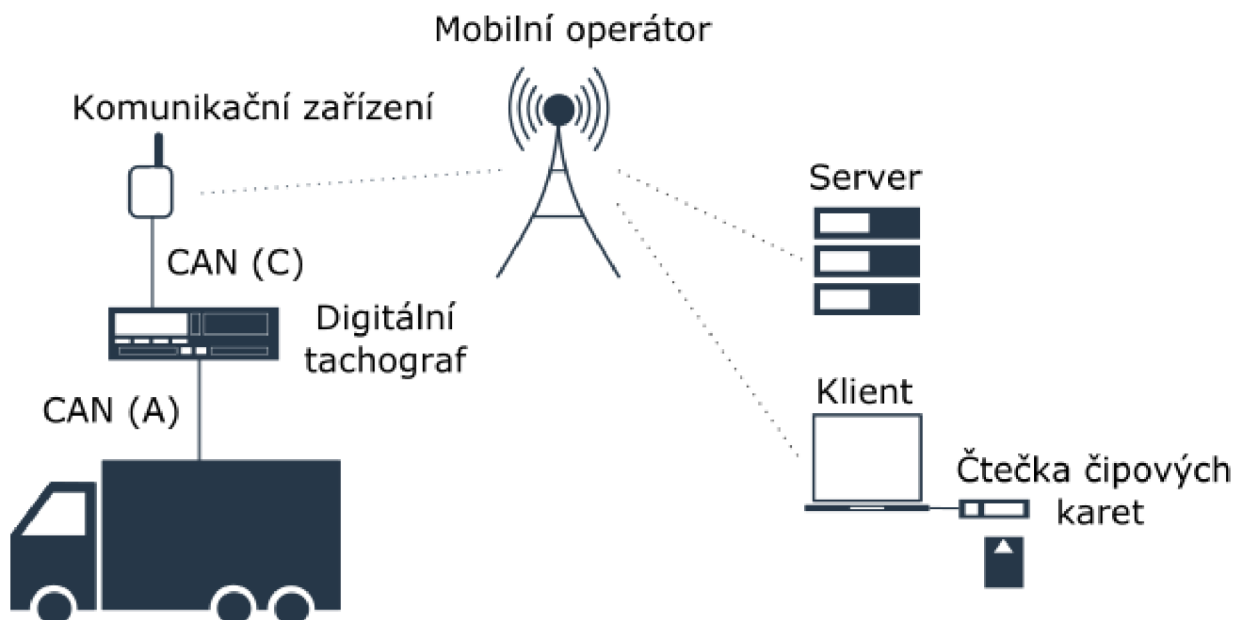 Mobilní operátor
Komunikační zařízení
Server
CAN (C)
Digitální
tachograf
Klient
CAN (A)
Čtečka čipových
karet